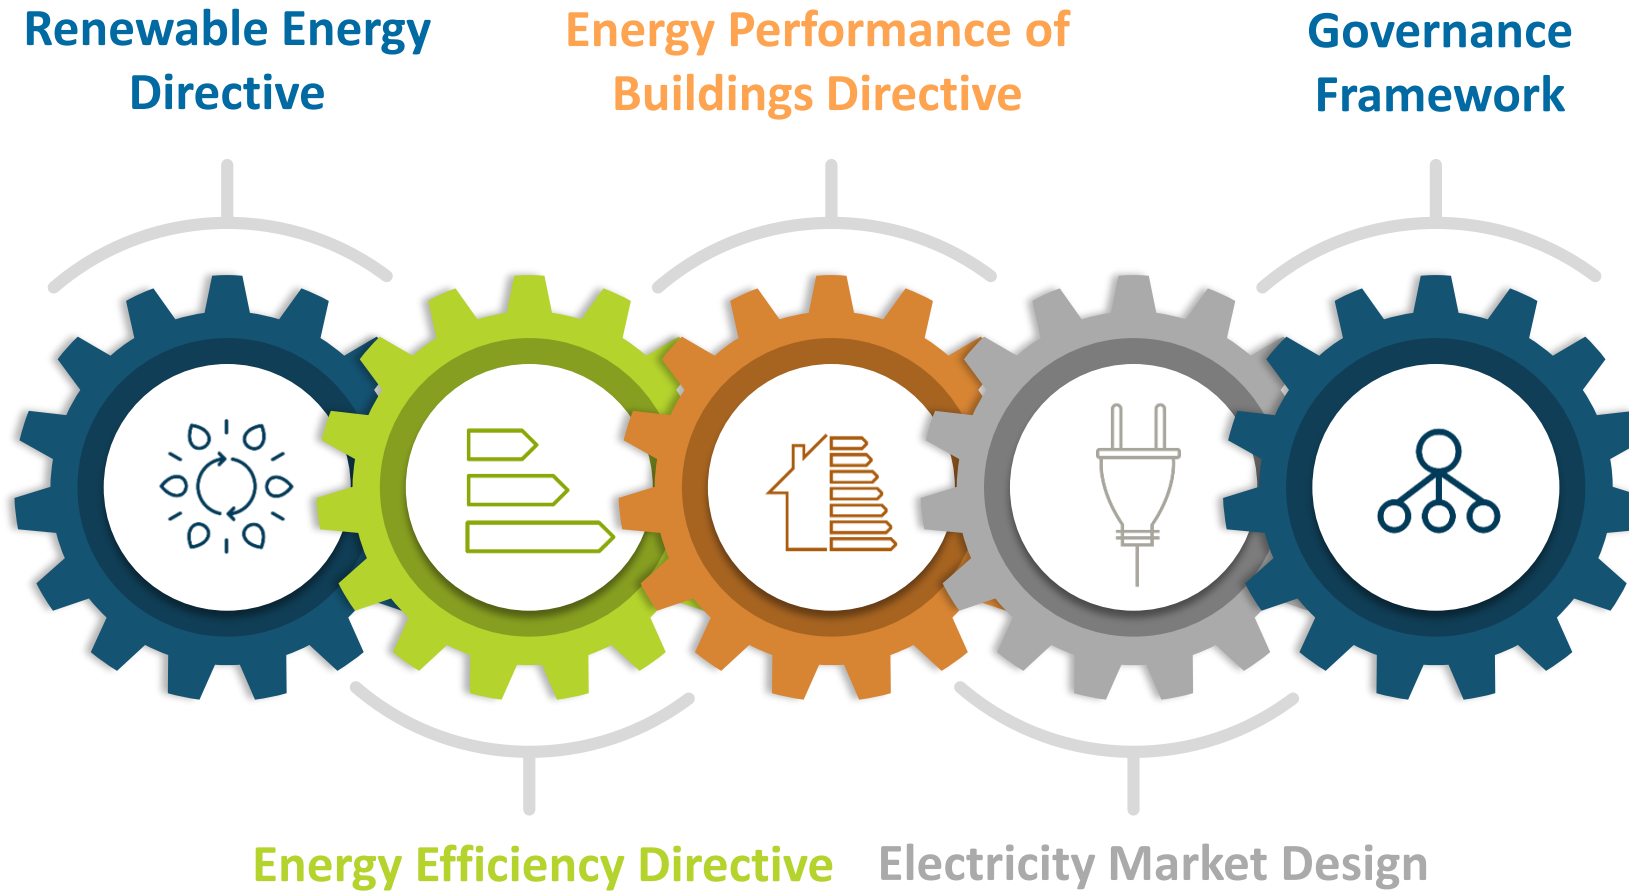 Renewable Energy
Directive
Energy Performance of
Buildings Directive
Governance
Framework
Energy Efficiency Directive
Electricity Market Design